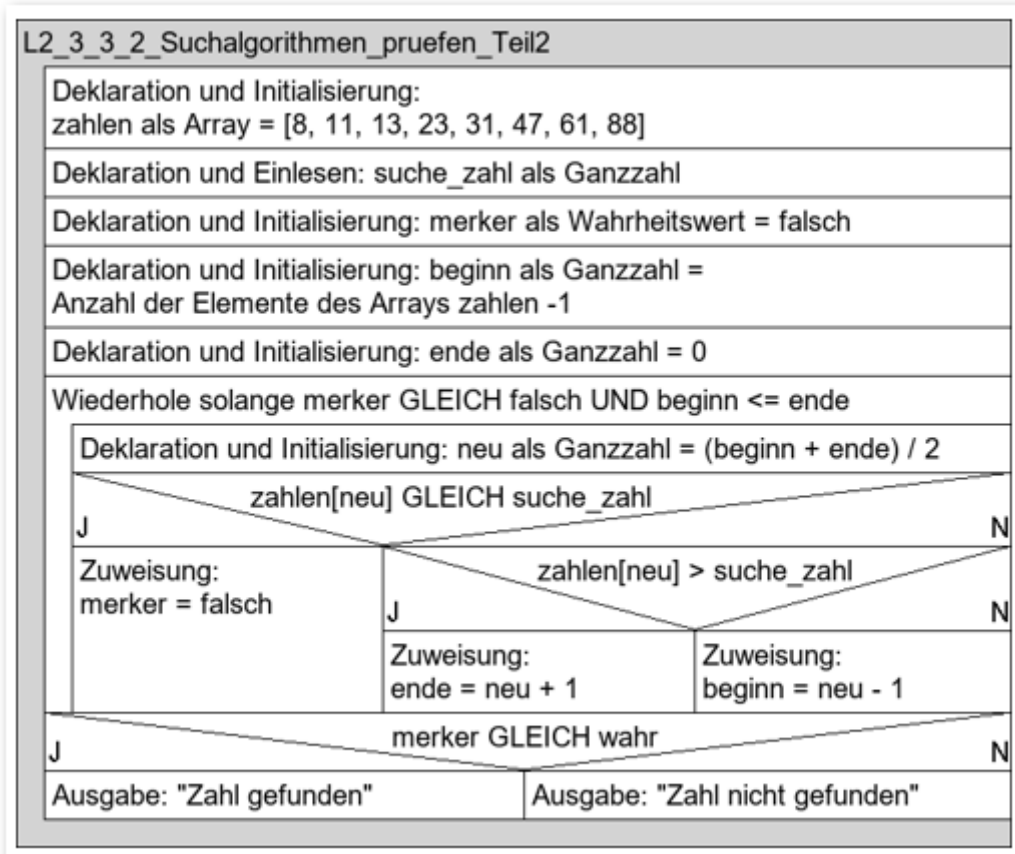 L2_3_3_2_Suchalgorithmen_pruefen_Teil2
Deklaration und Initialisierung:
zahlen als Array = [8, 11, 13, 23, 31, 47, 61, 88]
Deklaration und Einlesen: suche_zahl als Ganzzahl
Deklaration und Initialisierung: merker als Wahrheitswert = falsch
Deklaration und Initialisierung: beginn als Ganzzahl =
Anzahl der Elemente des Arrays zahlen -1
Deklaration und Initialisierung: ende als Ganzzahl = 0
Wiederhole solange merker GLEICH falsch UND beginn <= ende
Deklaration und Initialisierung: neu als Ganzzahl = (beginn + ende) / 2
zahlen[neu] GLEICH suche_zahl
J
N
Zuweisung:
merker = falsch
zahlen[neu] > suche_zahl
J
N
Zuweisung:
ende = neu + 1
Zuweisung:
beginn = neu - 1
merker GLEICH wahr
J
N
Ausgabe: "Zahl gefunden"
Ausgabe: "Zahl nicht gefunden"